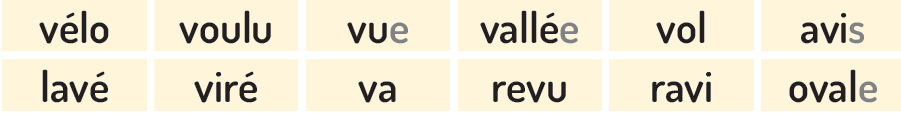 vélo voulu vue vallée vol avis
lavé viré va revu ravi ovale